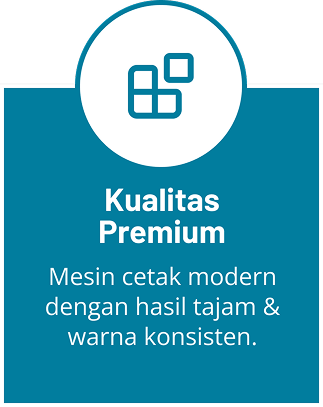 Kualitas
Premium
Mesin cetak modern
dengan hasil tajam &
warna konsisten.